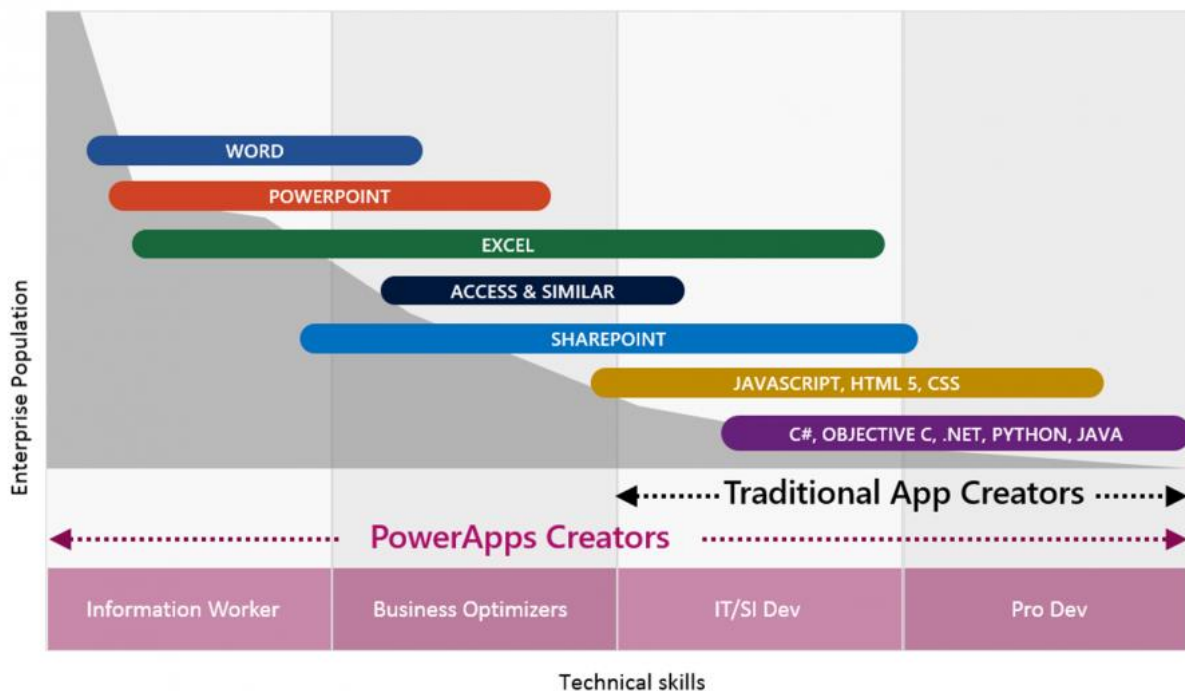 WORD
POWERPOINT
EXCEL
ACCESS & SIMILAR
SHAREPOINT
JAVASCRIPT, HTML 5, CSS
C#, OBJECTIVE C, .NET, PYTHON, JAVA
Enterprise Population
Traditional App Creators
PowerApps Creators
Information Worker
Business Optimizers
IT/SI Dev
Pro Dev
Technical skills